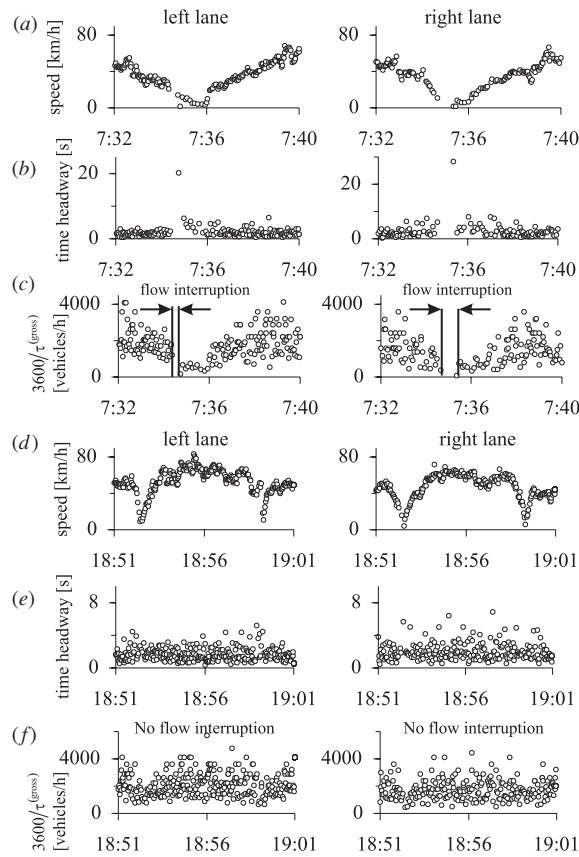 left lane right lane
(a)
speed [km/h]
80 80
0 0
7:32 7:36 7:40 7:32 7:36 7:40
(b)
time headway [s]
20 20
0 0
7:32 7:36 7:40 7:32 7:36 7:40
(c)
flow interruption flow interruption
3600/τ(gross)
[vehicles/h]
4000 4000
0 0
7:32 7:36 7:40 7:32 7:36 7:40
left lane right lane
(d)
speed [km/h]
80 80
0 0
18:51 18:56 19:01 18:51 18:56 19:01
(e)
time headway [s]
8 8
0 0
18:51 18:56 19:01 18:51 18:56 19:01
(f)
No flow interruption No flow interruption
3600/τ(gross)
[vehicles/h]
4000 4000
0 0
18:51 18:56 19:01 18:51 18:56 19:01